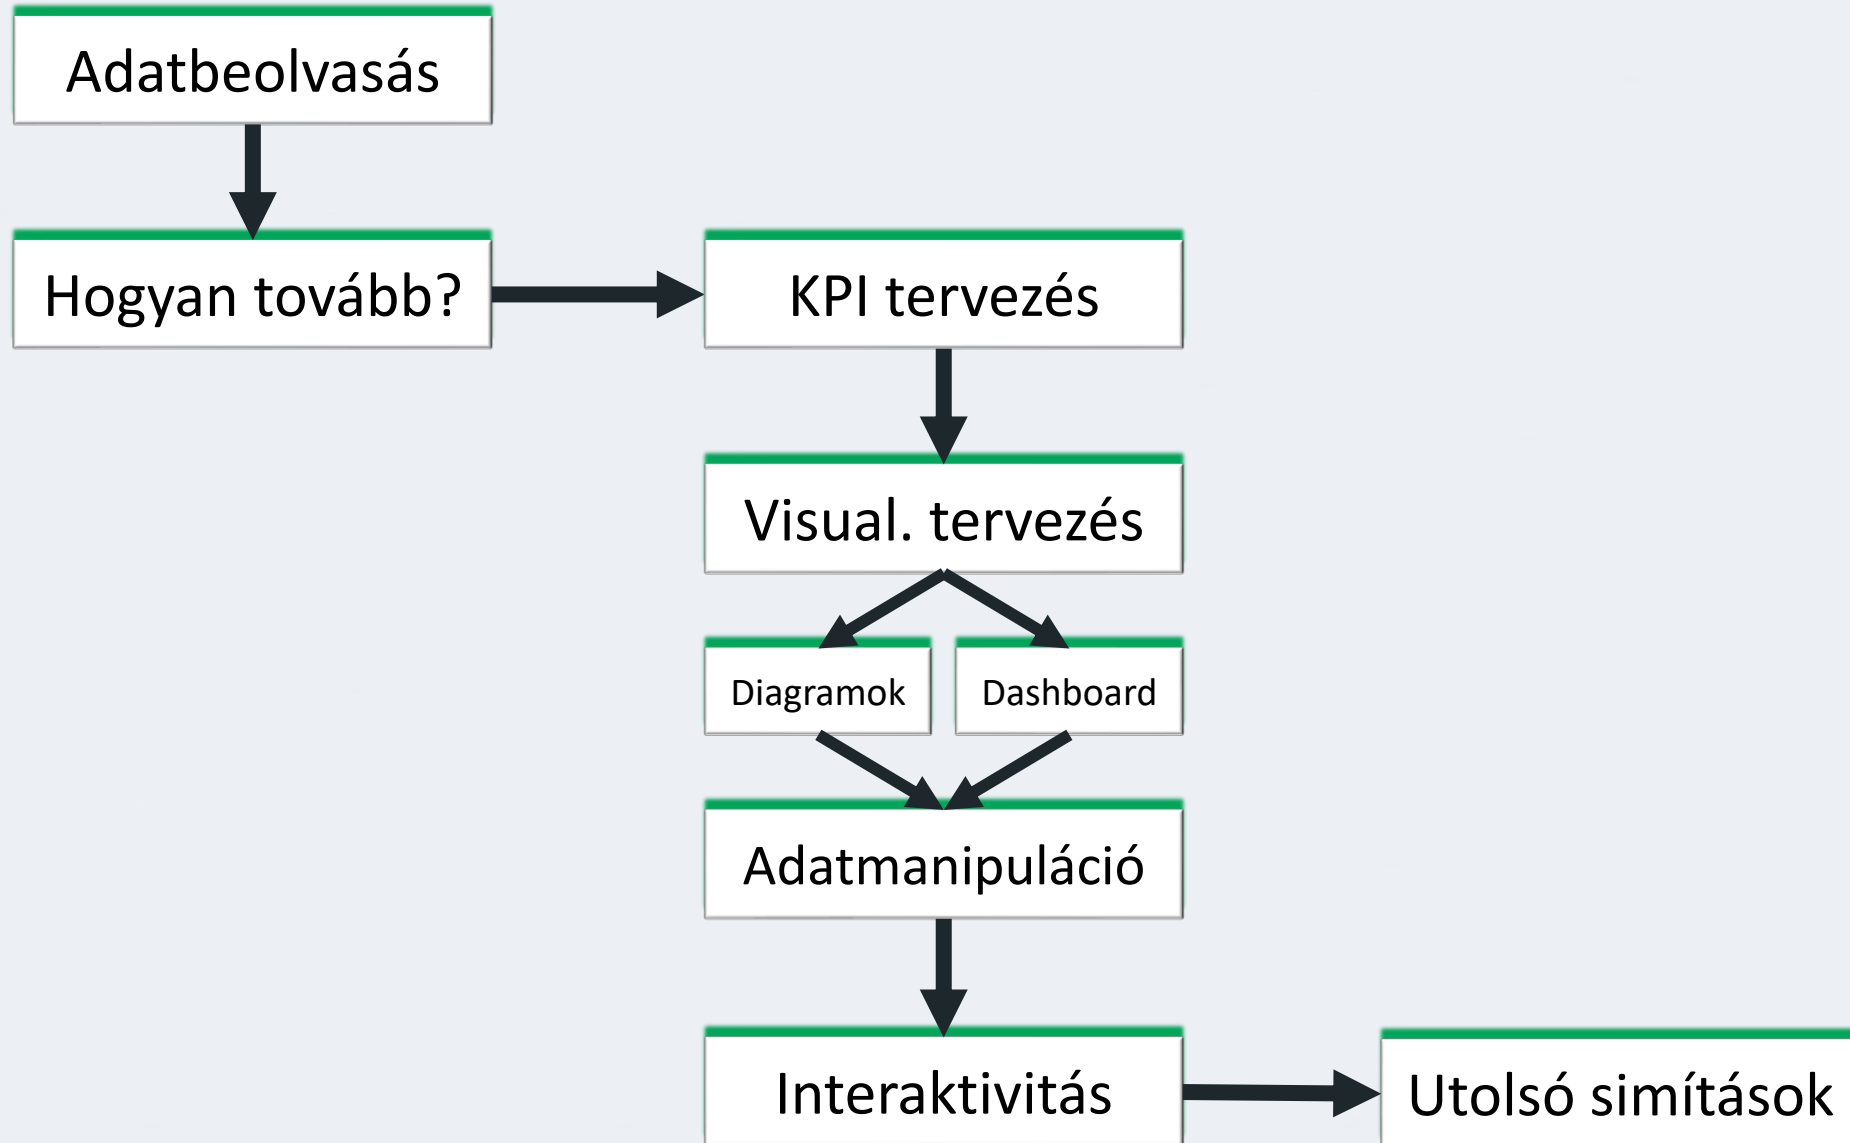 Adatbeolvasás
Hogyan tovább?
KPI tervezés
Visual. tervezés
Diagramok
Dashboard
Adatmanipuláció
Interaktivitás
Utolsó simítások